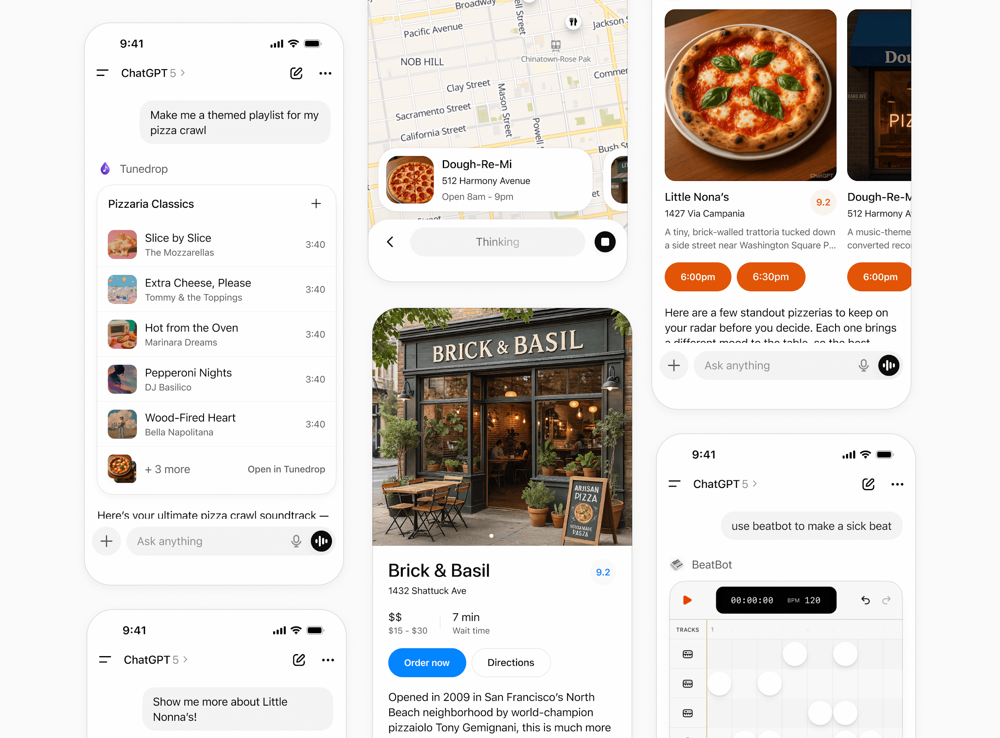 9:41
ChatGPT 5 >
Make me a themed playlist for my
pizza crawl
Tunedrop
Pizzaria Classics
Slice by Slice
The Mozzarellas
3:40
Extra Cheese, Please
Tommy & the Toppings
3:40
Hot from the Oven
Marinara Dreams
3:40
Pepperoni Nights
DJ Basilico
3:40
Wood-Fired Heart
Bella Napolitana
3:40
+ 3 more
Open in Tunedrop
Here’s your ultimate pizza crawl soundtrack —
Ask anything
9:41
ChatGPT 5 >
Show me more about Little
Nonna’s!
Broadway
Pacific Avenue
Jackson S
NOB HILL
Chinatown-Rose Pak
Commer
Clay Street
Mason Street
Sacramento Street
California Street
Powell S
Bush St
Dough-Re-Mi
512 Harmony Avenue
Open 8am - 9pm
Street
Thinking
BRICK & BASIL
ARJISAN
PIZZA
HOUSAMADE
PASZA
Brick & Basil
9.2
1432 Shattuck Ave
$$
$15 - $30
7 min
Wait time
Order now
Directions
Opened in 2009 in San Francisco’s North
Beach neighborhood by world-champion
pizzaiolo Tony Gemignani, this is much more
ChatGPT
Dou
RAND AVE
PIZ
Little Nona’s
9.2
1427 Via Campania
A tiny, brick-walled trattoria tucked down
a side street near Washington Square P...
6:00pm
6:30pm
Dough-Re-M
512 Harmony A
A music-theme
converted reco
6:00pm
Here are a few standout pizzerias to keep on
your radar before you decide. Each one brings
a different mood to the table, so the best
Ask anything
9:41
ChatGPT 5 >
use beatbot to make a sick beat
BeatBot
00:00:00 BPM 120
TRACKS
1